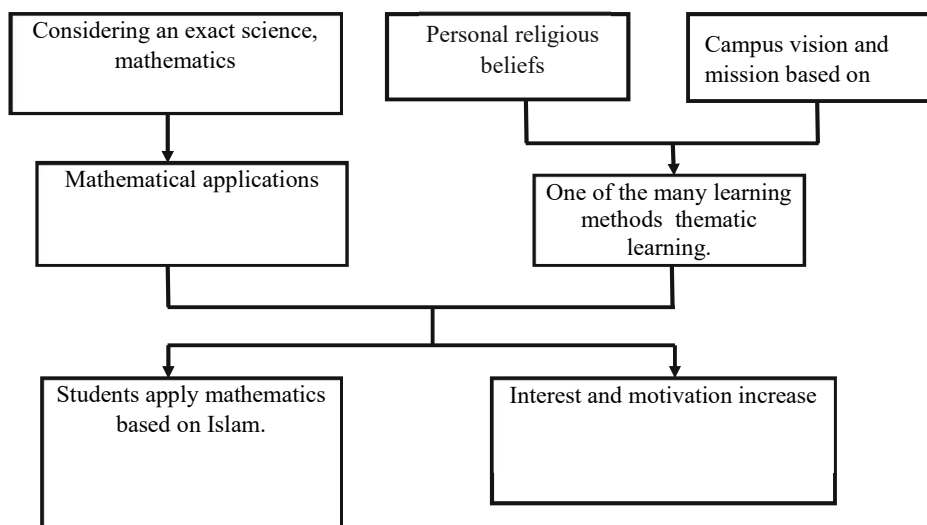 Considering an exact science,
mathematics
Personal religious
beliefs
Campus vision and
mission based on
Mathematical applications
One of the many learning
methods thematic
learning.
Students apply mathematics
based on Islam.
Interest and motivation increase